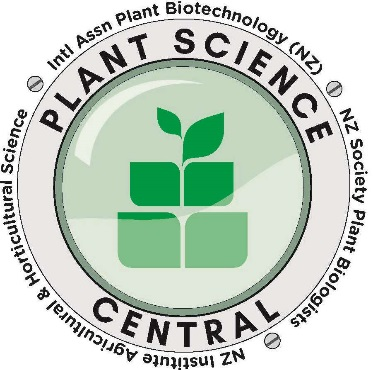 Intl Assn Plant Biotechnology (NZ)
NZ Society Plant Biologists
NZ Institute Agricultural & Horticultural Science
PLANT SCIENCE
CENTRAL